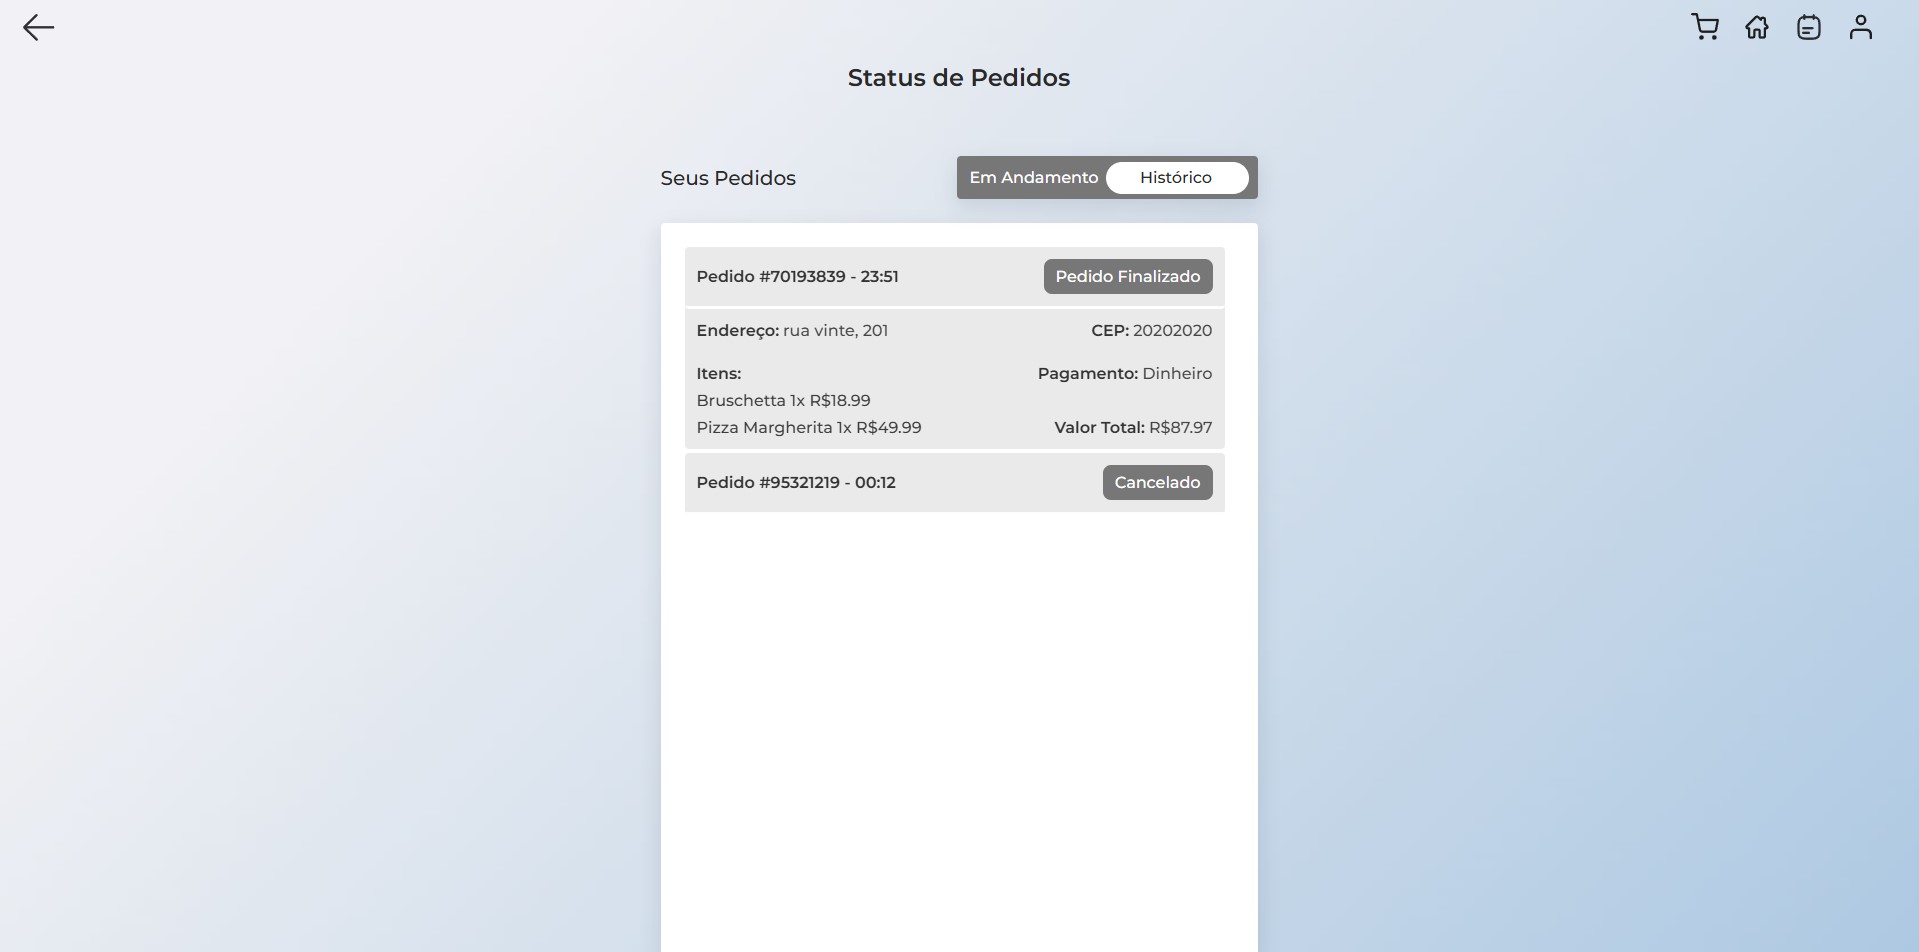 Status de Pedidos
Seus Pedidos
Em Andamento Histórico
Pedido #70193839 - 23:51 Pedido Finalizado
Endereço: rua vinte, 201 CEP: 20202020
Itens: Pagamento: Dinheiro
Bruschetta 1x R$18.99
Pizza Margherita 1x R$49.99 Valor Total: R$87.97
Pedido #95321219 - 00:12 Cancelado